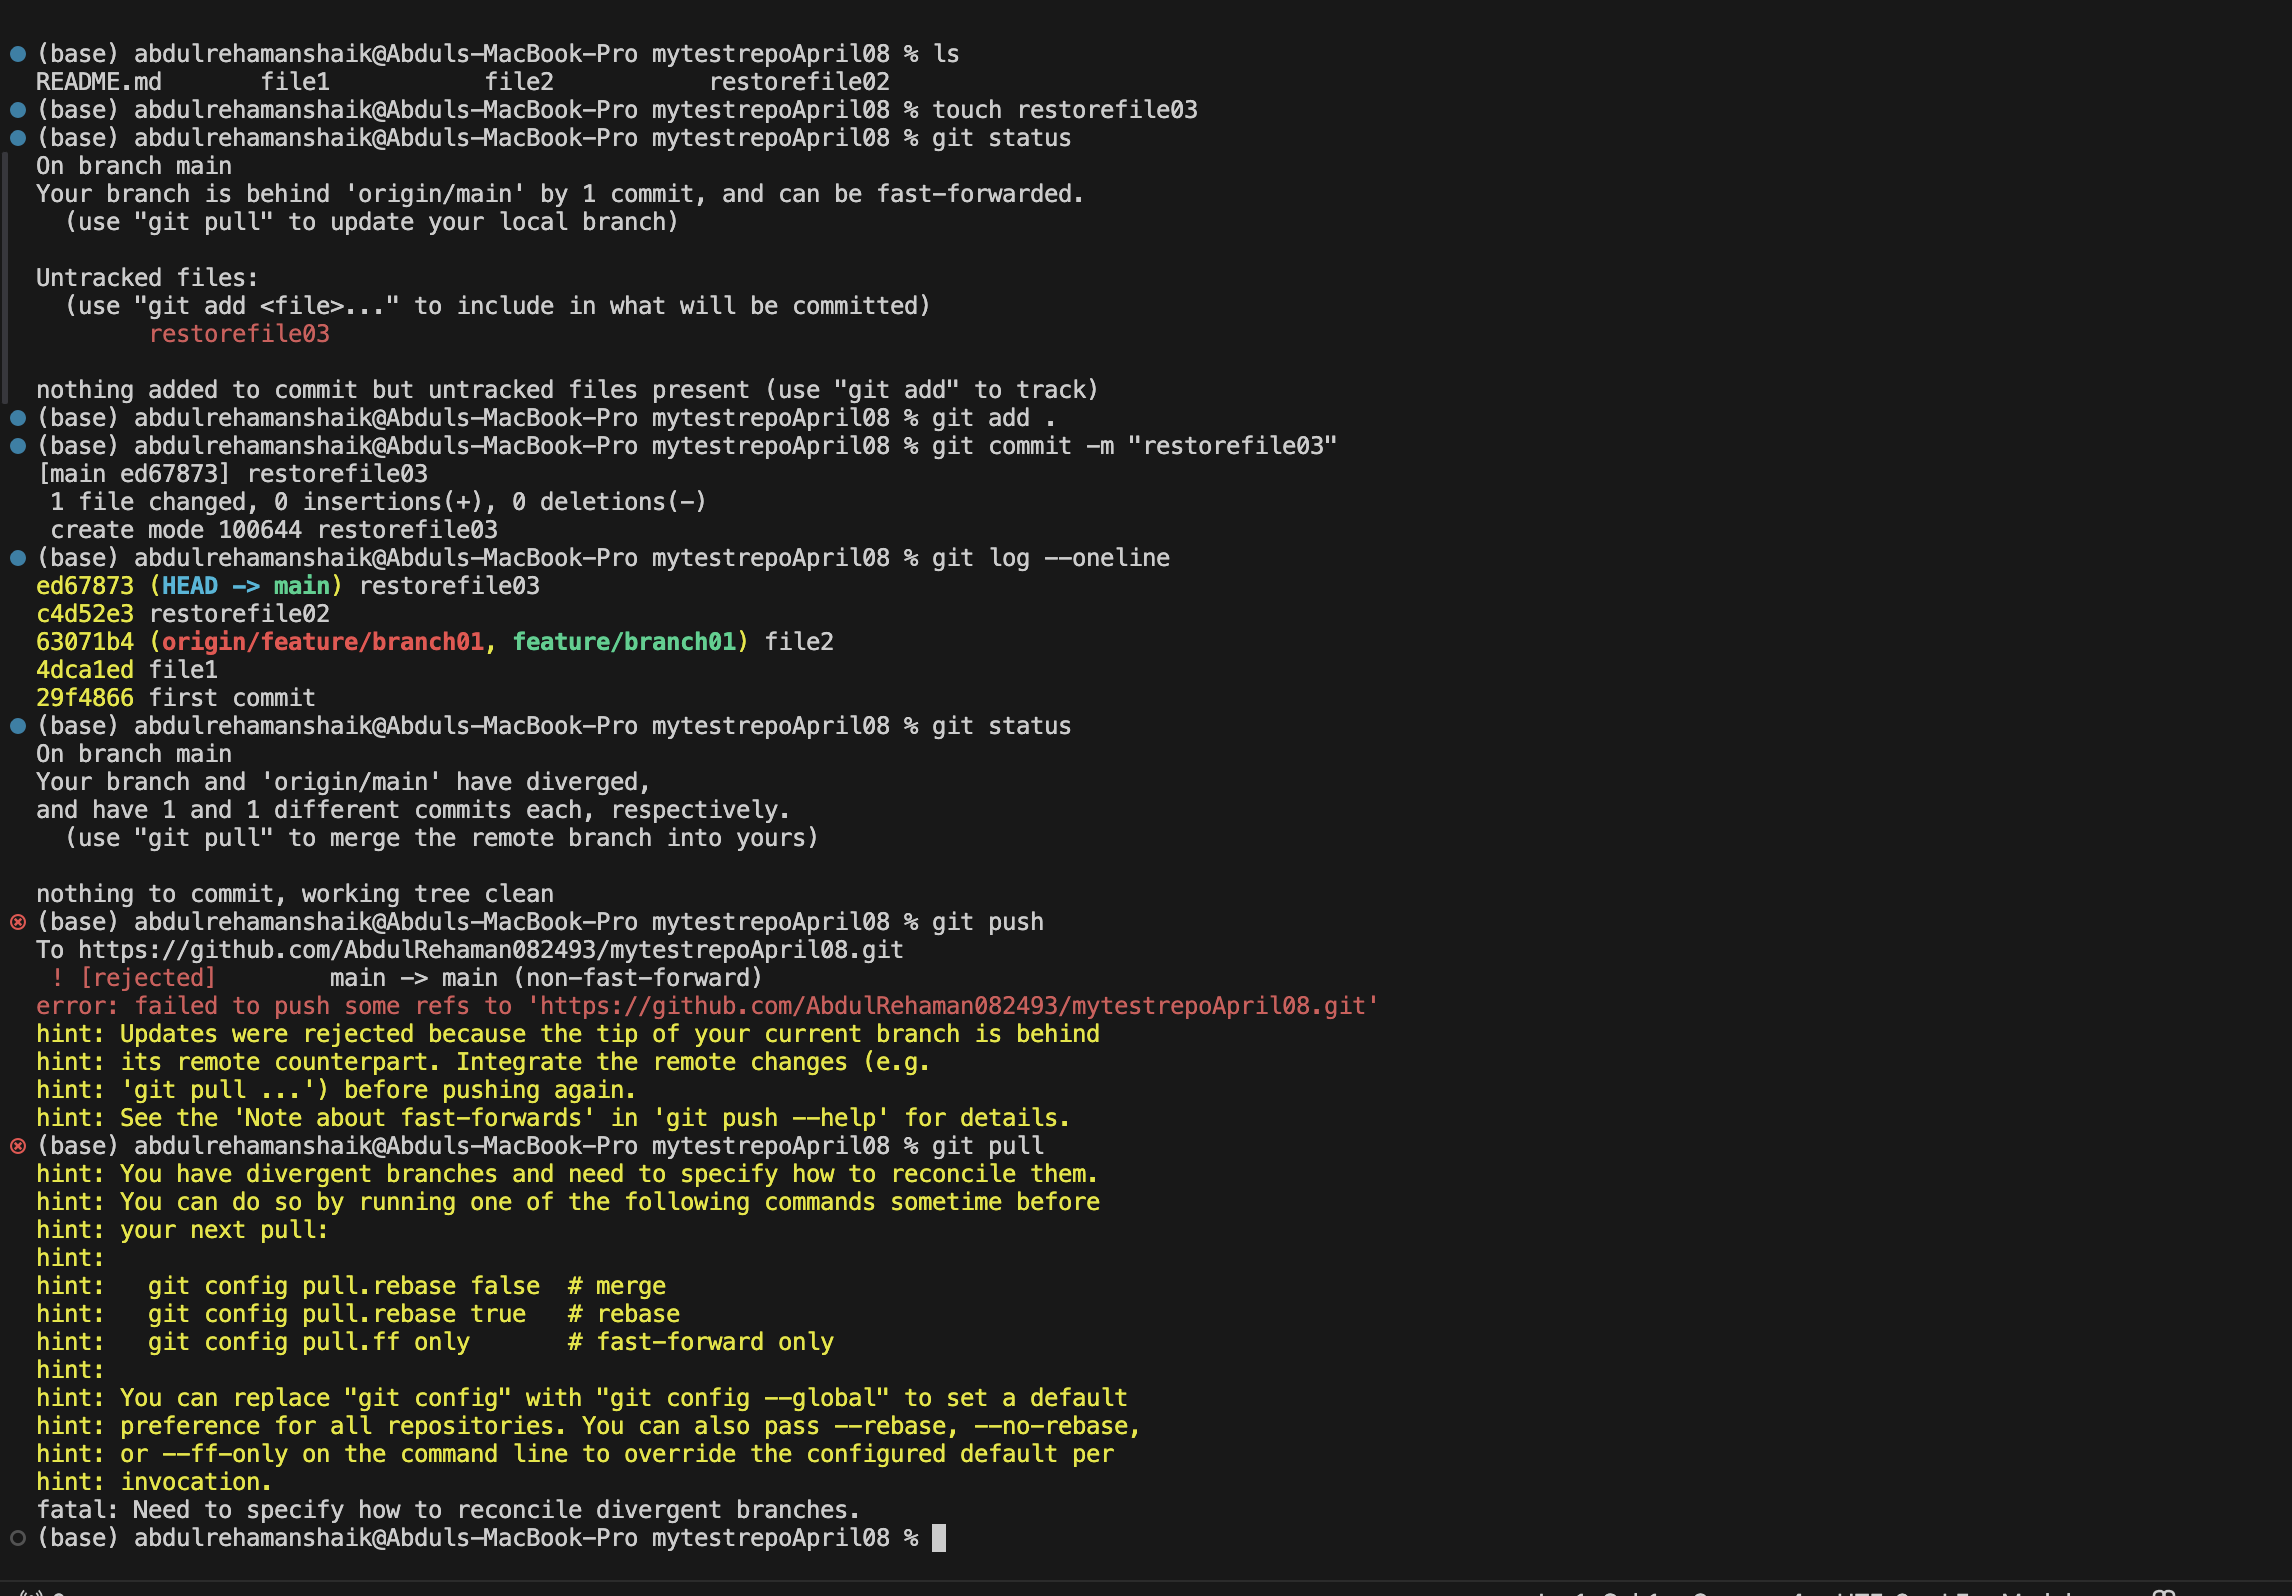 (base) abdulrehamanshaik@Abduls-MacBook-Pro mytestrepoApril08 % ls
README.md       file1           file2           restorefile02
(base) abdulrehamanshaik@Abduls-MacBook-Pro mytestrepoApril08 % touch restorefile03
(base) abdulrehamanshaik@Abduls-MacBook-Pro mytestrepoApril08 % git status
On branch main
Your branch is behind 'origin/main' by 1 commit, and can be fast-forwarded.
  (use "git pull" to update your local branch)

Untracked files:
  (use "git add <file>..." to include in what will be committed)
        restorefile03

nothing added to commit but untracked files present (use "git add" to track)
(base) abdulrehamanshaik@Abduls-MacBook-Pro mytestrepoApril08 % git add .
(base) abdulrehamanshaik@Abduls-MacBook-Pro mytestrepoApril08 % git commit -m "restorefile03"
[main ed67873] restorefile03
 1 file changed, 0 insertions(+), 0 deletions(-)
 create mode 100644 restorefile03
(base) abdulrehamanshaik@Abduls-MacBook-Pro mytestrepoApril08 % git log --oneline
ed67873 (HEAD -> main) restorefile03
c4d52e3 restorefile02
63071b4 (origin/feature/branch01, feature/branch01) file2
4dca1ed file1
29f4866 first commit
(base) abdulrehamanshaik@Abduls-MacBook-Pro mytestrepoApril08 % git status
On branch main
Your branch and 'origin/main' have diverged,
and have 1 and 1 different commits each, respectively.
  (use "git pull" to merge the remote branch into yours)

nothing to commit, working tree clean
(base) abdulrehamanshaik@Abduls-MacBook-Pro mytestrepoApril08 % git push
To https://github.com/AbdulRehaman082493/mytestrepoApril08.git
 ! [rejected]        main -> main (non-fast-forward)
error: failed to push some refs to 'https://github.com/AbdulRehaman082493/mytestrepoApril08.git'
hint: Updates were rejected because the tip of your current branch is behind
hint: its remote counterpart. Integrate the remote changes (e.g.
hint: 'git pull ...') before pushing again.
hint: See the 'Note about fast-forwards' in 'git push --help' for details.
(base) abdulrehamanshaik@Abduls-MacBook-Pro mytestrepoApril08 % git pull
hint: You have divergent branches and need to specify how to reconcile them.
hint: You can do so by running one of the following commands sometime before
hint: your next pull:
hint:
hint:   git config pull.rebase false  # merge
hint:   git config pull.rebase true   # rebase
hint:   git config pull.ff only       # fast-forward only
hint:
hint: You can replace "git config" with "git config --global" to set a default
hint: preference for all repositories. You can also pass --rebase, --no-rebase,
hint: or --ff-only on the command line to override the configured default per
hint: invocation.
fatal: Need to specify how to reconcile divergent branches.
(base) abdulrehamanshaik@Abduls-MacBook-Pro mytestrepoApril08 %